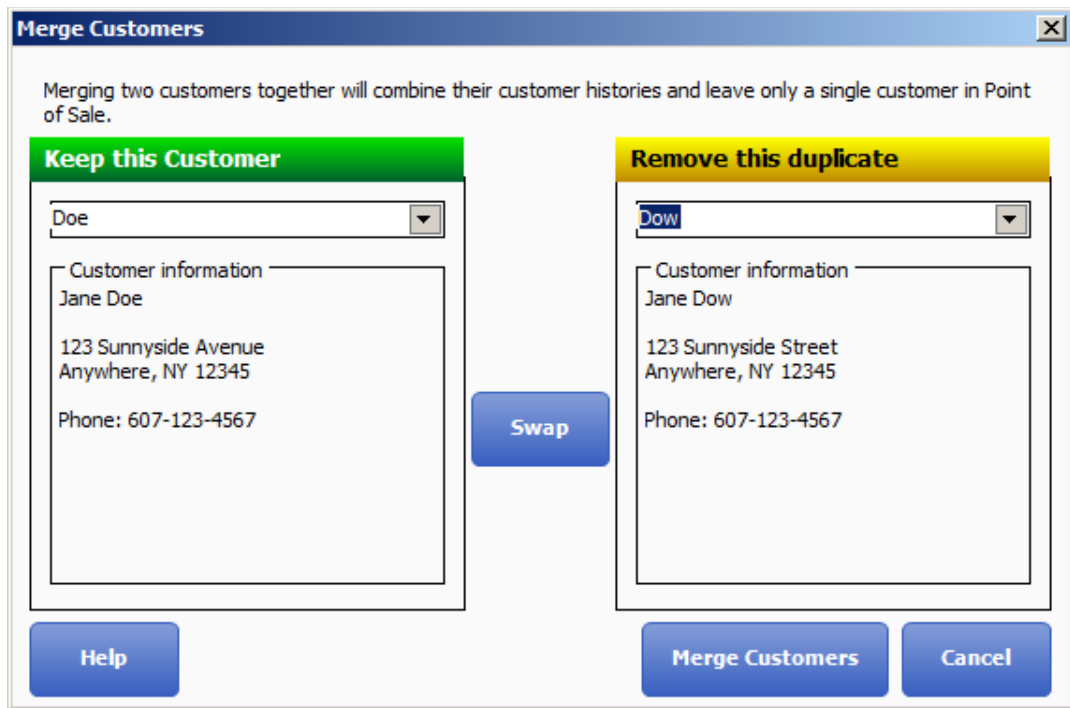 Merge Customers
Merging two customers together will combine their customer histories and leave only a single customer in Point
of Sale.
Keep this Customer
Doe
Customer information
Jane Doe
123 Sunnyside Avenue
Anywhere, NY 12345
Phone: 607-123-4567
Swap
Remove this duplicate
Dow
Customer information
Jane Dow
123 Sunnyside Street
Anywhere, NY 12345
Phone: 607-123-4567
Help
Merge Customers
Cancel